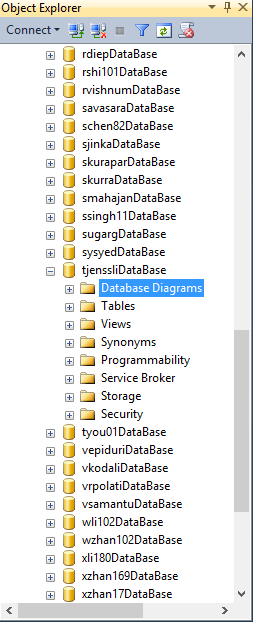 Object Explorer
Connect
rdiepDataBase
rshi101DataBase
rvishnumDataBase
savasaraDataBase
schen82DataBase
sjinkaDataBase
skuraparDataBase
skurraDataBase
smahajanDataBase
ssingh11DataBase
sugargDataBase
sysyedDataBase
tjenssliDataBase
Database Diagrams
Tables
Views
Synonyms
Programmability
Service Broker
Storage
Security
tyou01DataBase
vepiduriDataBase
vkodaliDataBase
vrpolatiDataBase
vsamantuDataBase
wli102DataBase
wzhan102DataBase
xli180DataBase
xzhan169DataBase
xzhan17DataBase